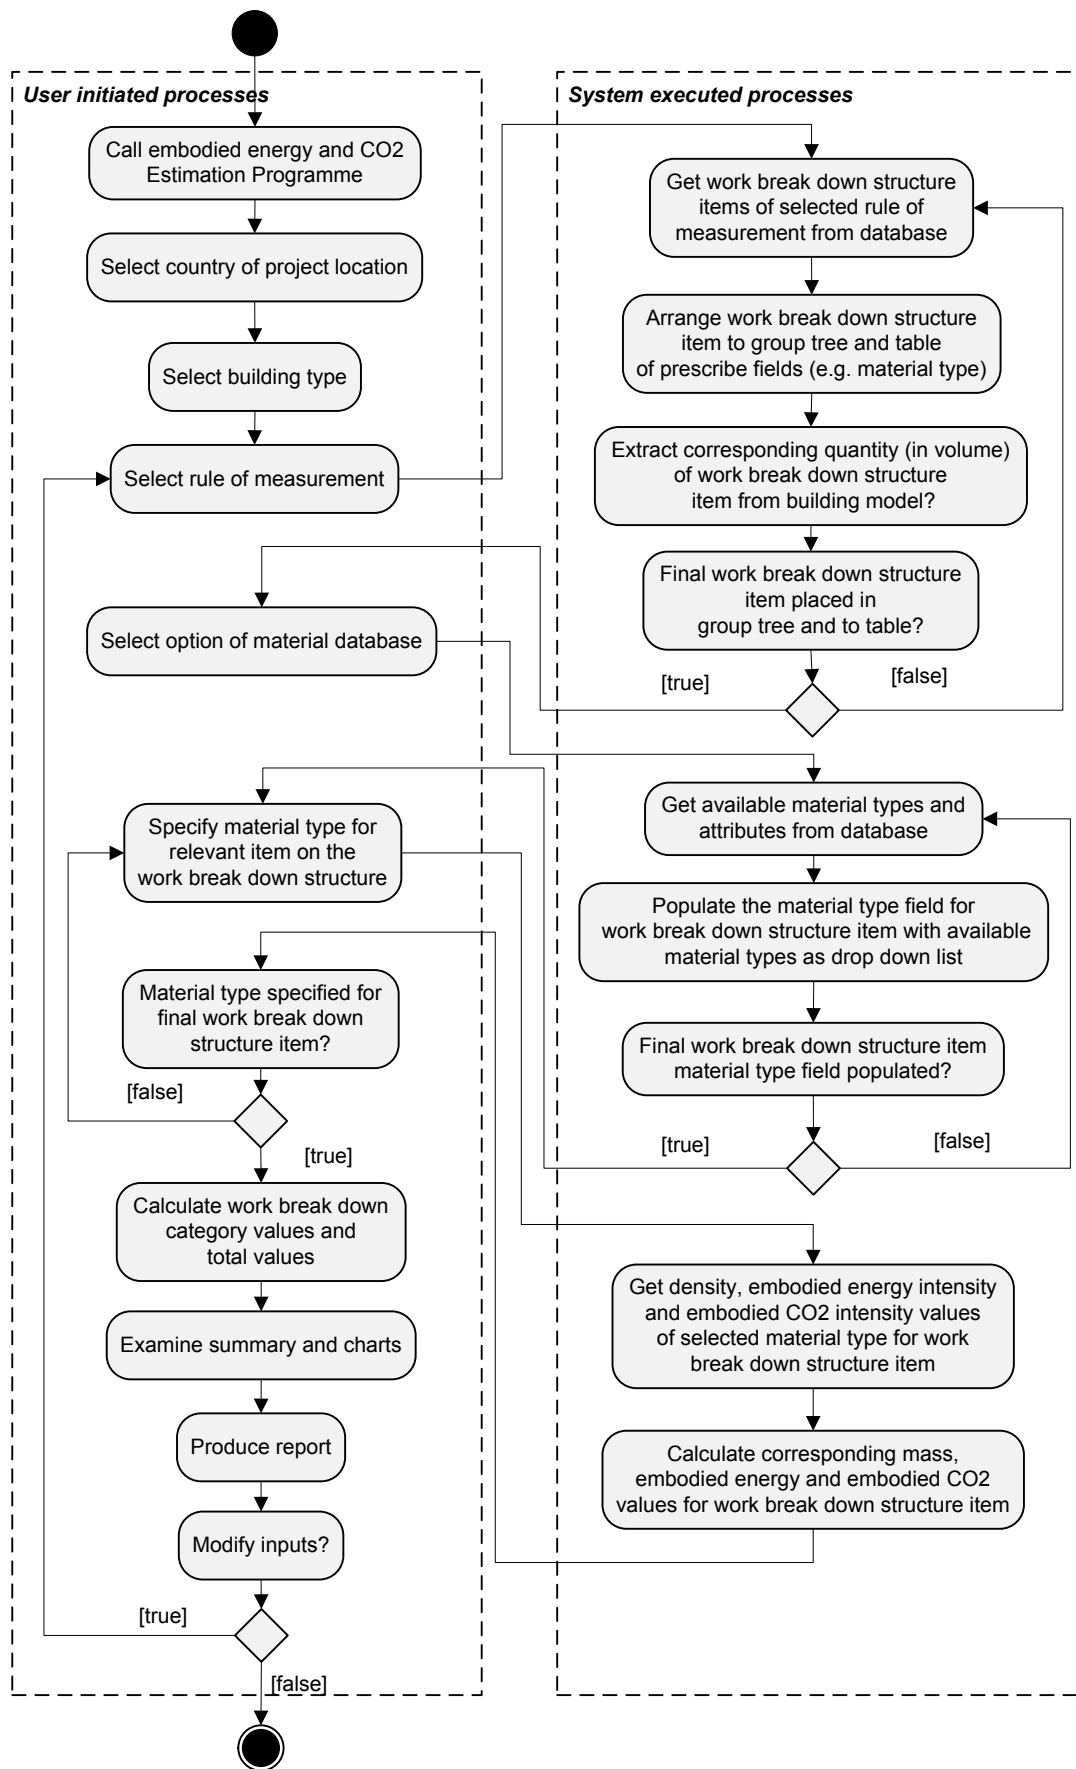 User initiated processes
Call embodied energy and CO2
Estimation Programme
Select country of project location
Select building type
Select rule of measurement
Select option of material database
Specify material type for
relevant item on the
work break down structure
Material type specified for
final work break down
structure item?
[false]
[true]
Calculate work break down
category values and
total values
Examine summary and charts
Produce report
Modify inputs?
[true]
[false]
System executed processes
Get work break down structure
items of selected rule of
measurement from database
Arrange work break down structure
item to group tree and table
of prescribe fields (e.g. material type)
Extract corresponding quantity (in volume)
of work break down structure
item from building model?
Final work break down structure
item placed in
group tree and to table?
[true]
[false]
Get available material types and
attributes from database
Populate the material type field for
work break down structure item with available
material types as drop down list
Final work break down structure item
material type field populated?
[true]
[false]
Get density, embodied energy intensity
and embodied CO2 intensity values
of selected material type for work
break down structure item
Calculate corresponding mass,
embodied energy and embodied CO2
values for work break down structure item